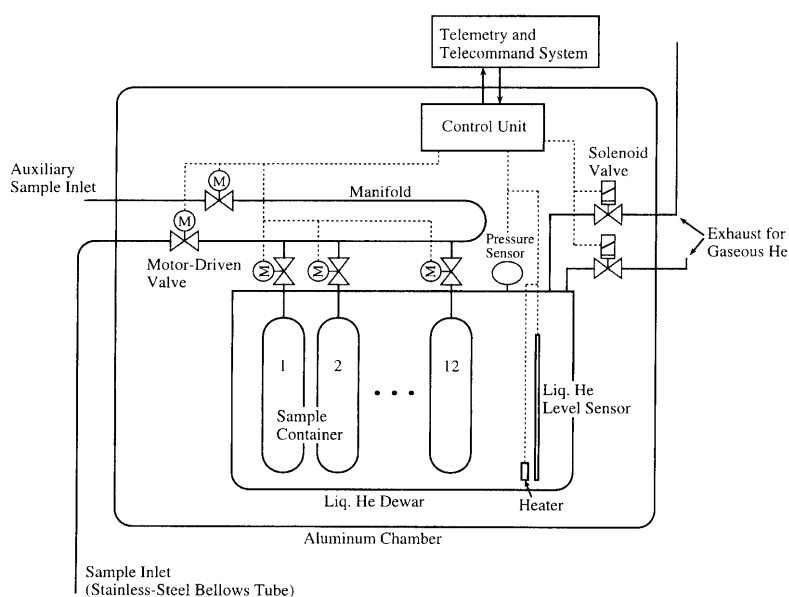 Telemetry and
Telecommand System
Control Unit
Solenoid
Valve
Auxiliary
Sample Inlet
M
Manifold
M
Exhaust for
Gaseous He
Pressure
Sensor
Motor-Driven
Valve
M
M
M
1
2
12
Liq. He
Level Sensor
Sample
Container
Liq. He Dewar
Heater
Aluminum Chamber
Sample Inlet
(Stainless-Steel Bellows Tube)